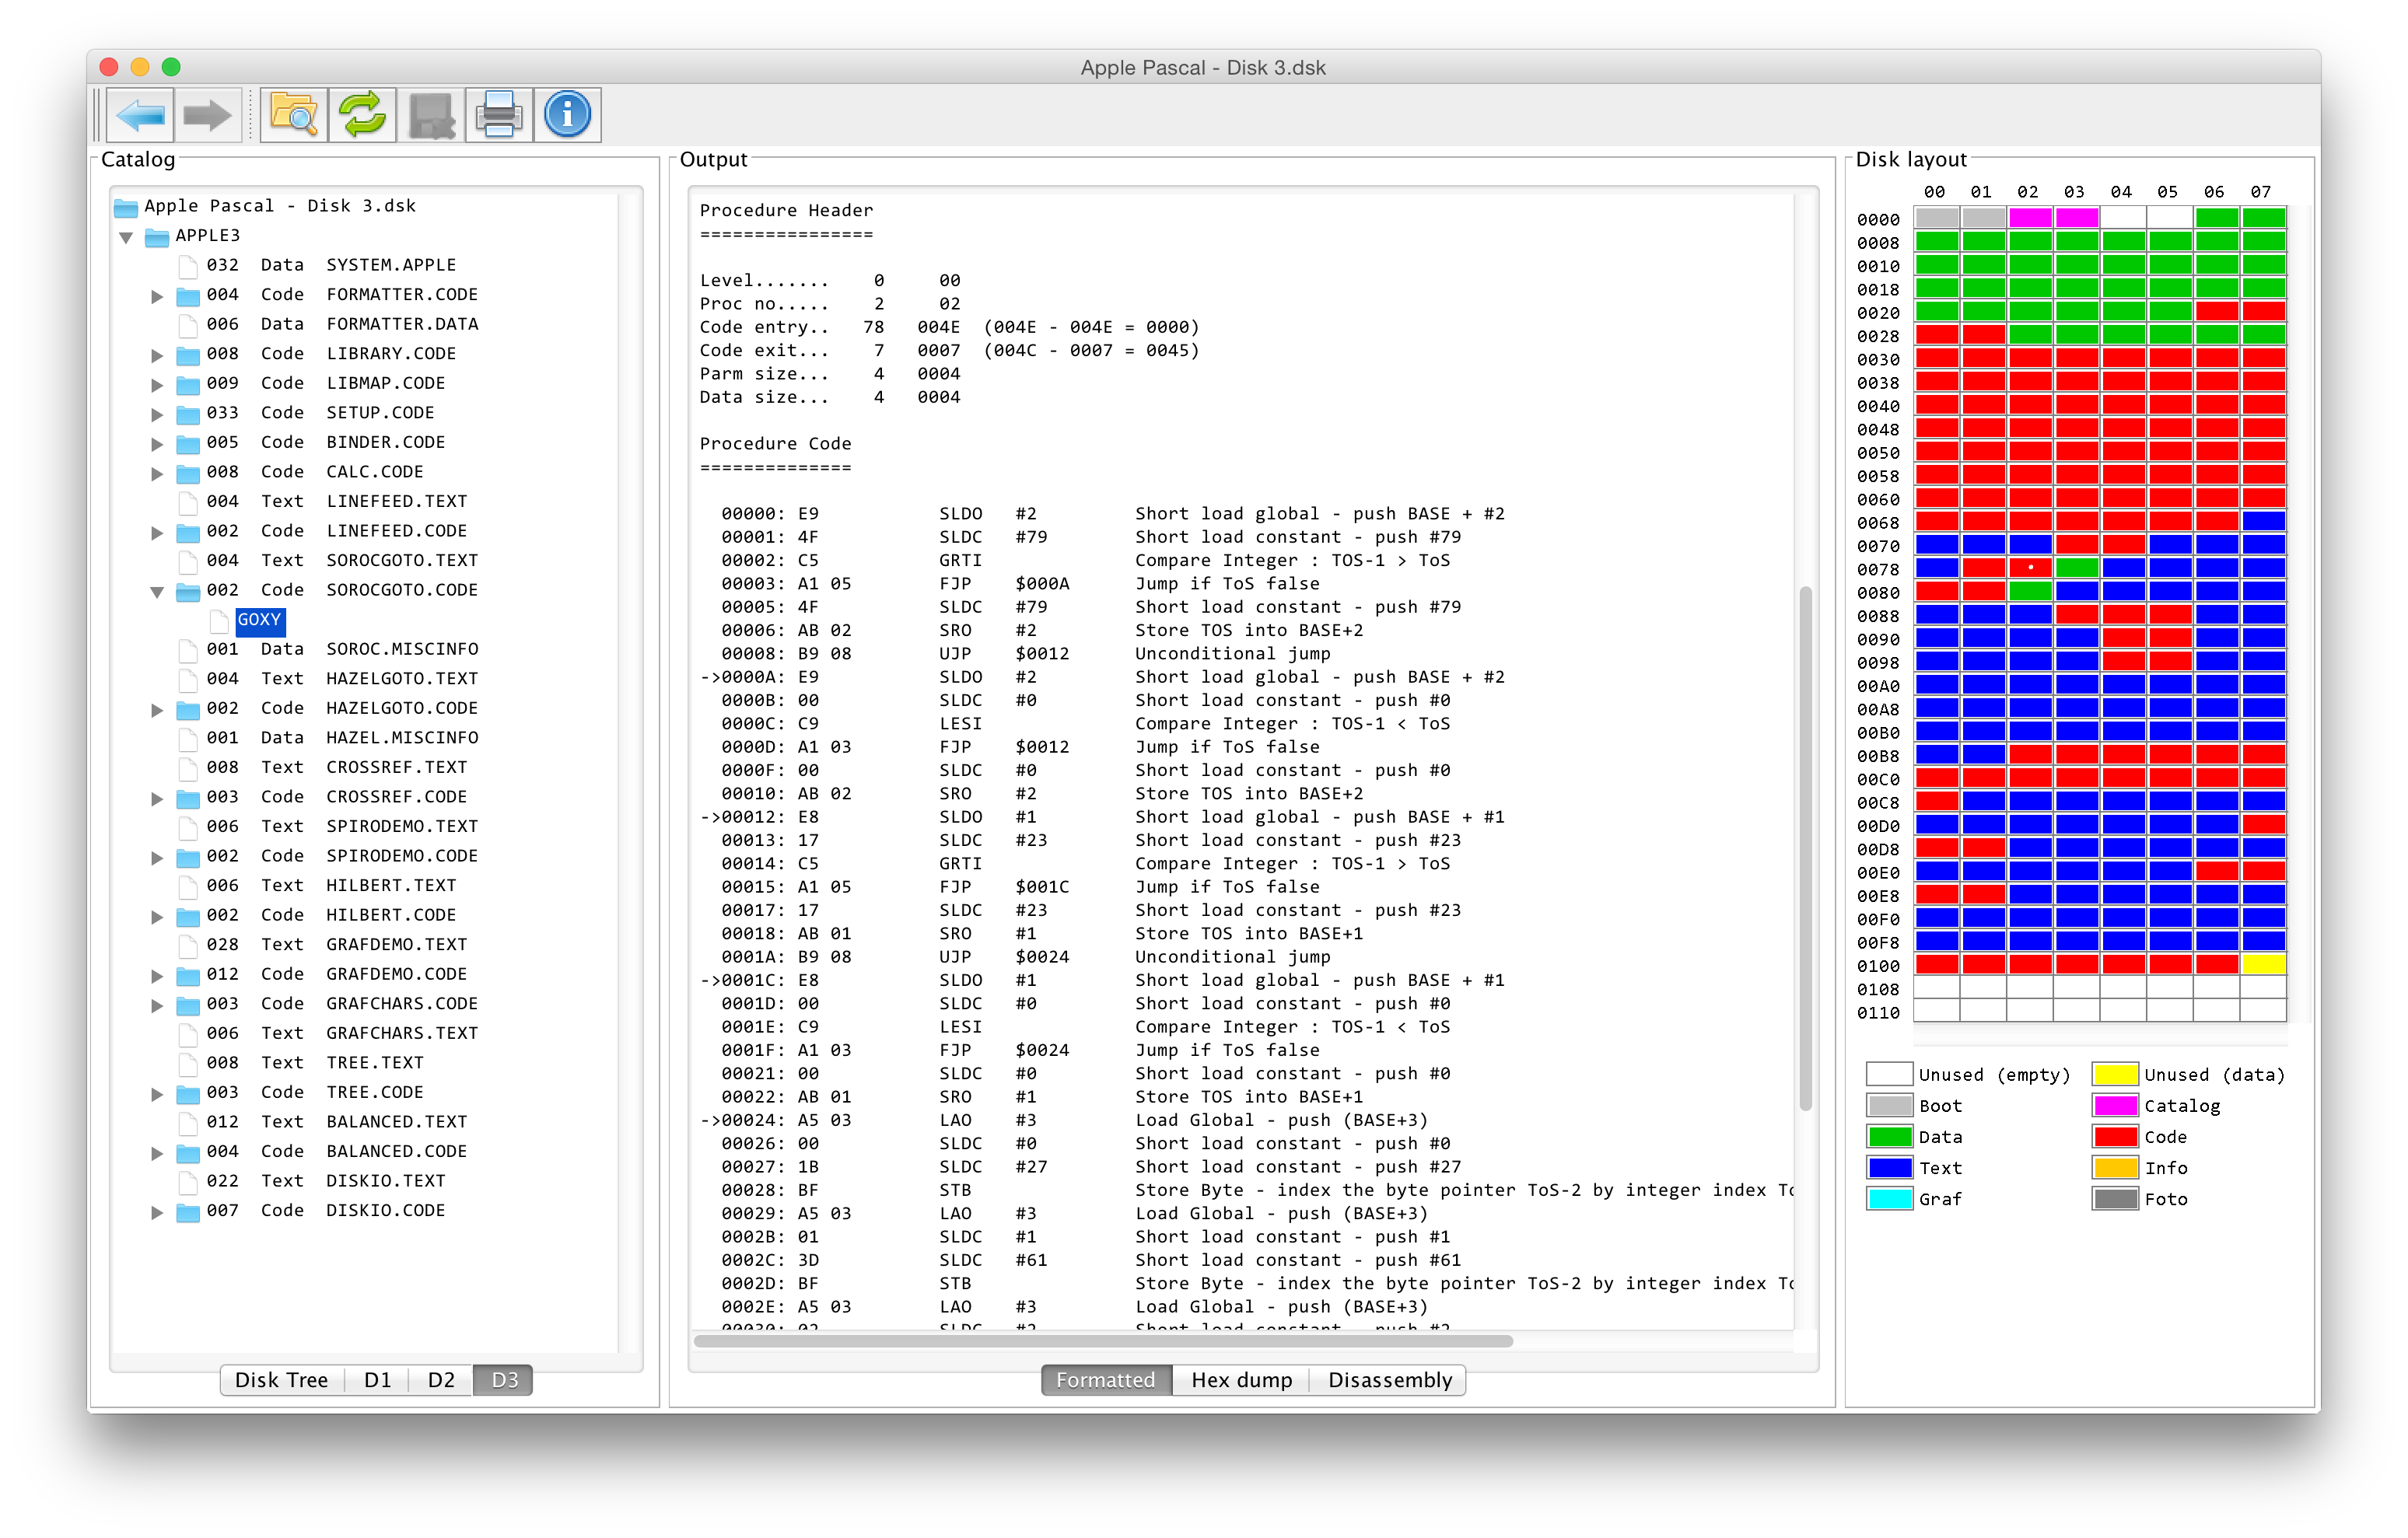 Apple Pascal - Disk 3.dsk
Catalog
Apple Pascal - Disk 3.dsk
APPLE3
032  Data  SYSTEM.APPLE
004  Code  FORMATTER.CODE
006  Data  FORMATTER.DATA
008  Code  LIBRARY.CODE
009  Code  LIBMAP.CODE
033  Code  SETUP.CODE
005  Code  BINDER.CODE
008  Code  CALC.CODE
004  Text  LINEFEED.TEXT
002  Code  LINEFEED.CODE
004  Text  SOROCGOTO.TEXT
002  Code  SOROCGOTO.CODE
GOXY
001  Data  SOROC.MISCINFO
004  Text  HAZELGOTO.TEXT
002  Code  HAZELGOTO.CODE
001  Data  HAZEL.MISCINFO
008  Text  CROSSREF.TEXT
003  Code  CROSSREF.CODE
006  Text  SPIRODEMO.TEXT
002  Code  SPIRODEMO.CODE
006  Text  HILBERT.TEXT
002  Code  HILBERT.CODE
028  Text  GRAFDEMO.TEXT
012  Code  GRAFDEMO.CODE
003  Code  GRAFCHARS.CODE
006  Text  GRAFCHARS.TEXT
008  Text  TREE.TEXT
003  Code  TREE.CODE
012  Text  BALANCED.TEXT
004  Code  BALANCED.CODE
022  Text  DISKIO.TEXT
007  Code  DISKIO.CODE
Disk Tree  D1  D2  D3
Output
Procedure Header
================
Level.......    0     00
Proc no.....    2     02
Code entry..   78   004E  (004E - 004E = 0000)
Code exit...    7   0007  (004C - 0007 = 0045)
Parm size...    4   0004
Data size...    4   0004
Procedure Code
==============
00000: E9           SLDO   #2         Short load global - push BASE + #2
00001: 4F           SLDC   #79        Short load constant - push #79
00002: C5           GRTI              Compare Integer : TOS-1 > ToS
00003: A1 05        FJP    $000A      Jump if ToS false
00005: 4F           SLDC   #79        Short load constant - push #79
00006: AB 02        SRO    #2         Store TOS into BASE+2
00008: B9 08        UJP    $0012      Unconditional jump
->0000A: E9           SLDO   #2         Short load global - push BASE + #2
0000B: 00           SLDC   #0         Short load constant - push #0
0000C: C9           LESI              Compare Integer : TOS-1 < ToS
0000D: A1 03        FJP    $0012      Jump if ToS false
0000F: 00           SLDC   #0         Short load constant - push #0
00010: AB 02        SRO    #2         Store TOS into BASE+2
->00012: E8           SLDO   #1         Short load global - push BASE + #1
00013: 17           SLDC   #23        Short load constant - push #23
00014: C5           GRTI              Compare Integer : TOS-1 > ToS
00015: A1 05        FJP    $001C      Jump if ToS false
00017: 17           SLDC   #23        Short load constant - push #23
00018: AB 01        SRO    #1         Store TOS into BASE+1
0001A: B9 08        UJP    $0024      Unconditional jump
->0001C: E8           SLDO   #1         Short load global - push BASE + #1
0001D: 00           SLDC   #0         Short load constant - push #0
0001E: C9           LESI              Compare Integer : TOS-1 < ToS
0001F: A1 03        FJP    $0024      Jump if ToS false
00021: 00           SLDC   #0         Short load constant - push #0
00022: AB 01        SRO    #1         Store TOS into BASE+1
->00024: A5 03        LAO    #3         Load Global - push (BASE+3)
00026: 00           SLDC   #0         Short load constant - push #0
00027: 1B           SLDC   #27        Short load constant - push #27
00028: BF           STB               Store Byte - index the byte pointer ToS-2 by integer index
00029: A5 03        LAO    #3         Load Global - push (BASE+3)
0002B: 01           SLDC   #1         Short load constant - push #1
0002C: 3D           SLDC   #61        Short load constant - push #61
0002D: BF           STB               Store Byte - index the byte pointer ToS-2 by integer index
0002E: A5 03        LAO    #3         Load Global - push (BASE+3)
00030: 02           SLDC   #2         Short load constant - push #2
Formatted  Hex dump  Disassembly
Disk layout
00  01  02  03  04  05  06  07
0000
0008
0010
0018
0020
0028
0030
0038
0040
0048
0050
0058
0060
0068
0070
0078
0080
0088
0090
0098
00A0
00A8
00B0
00B8
00C0
00C8
00D0
00D8
00E0
00E8
00F0
00F8
0100
0108
0110
Unused (empty)  Unused (data)
Boot  Catalog
Data  Code
Text  Info
Graf  Foto